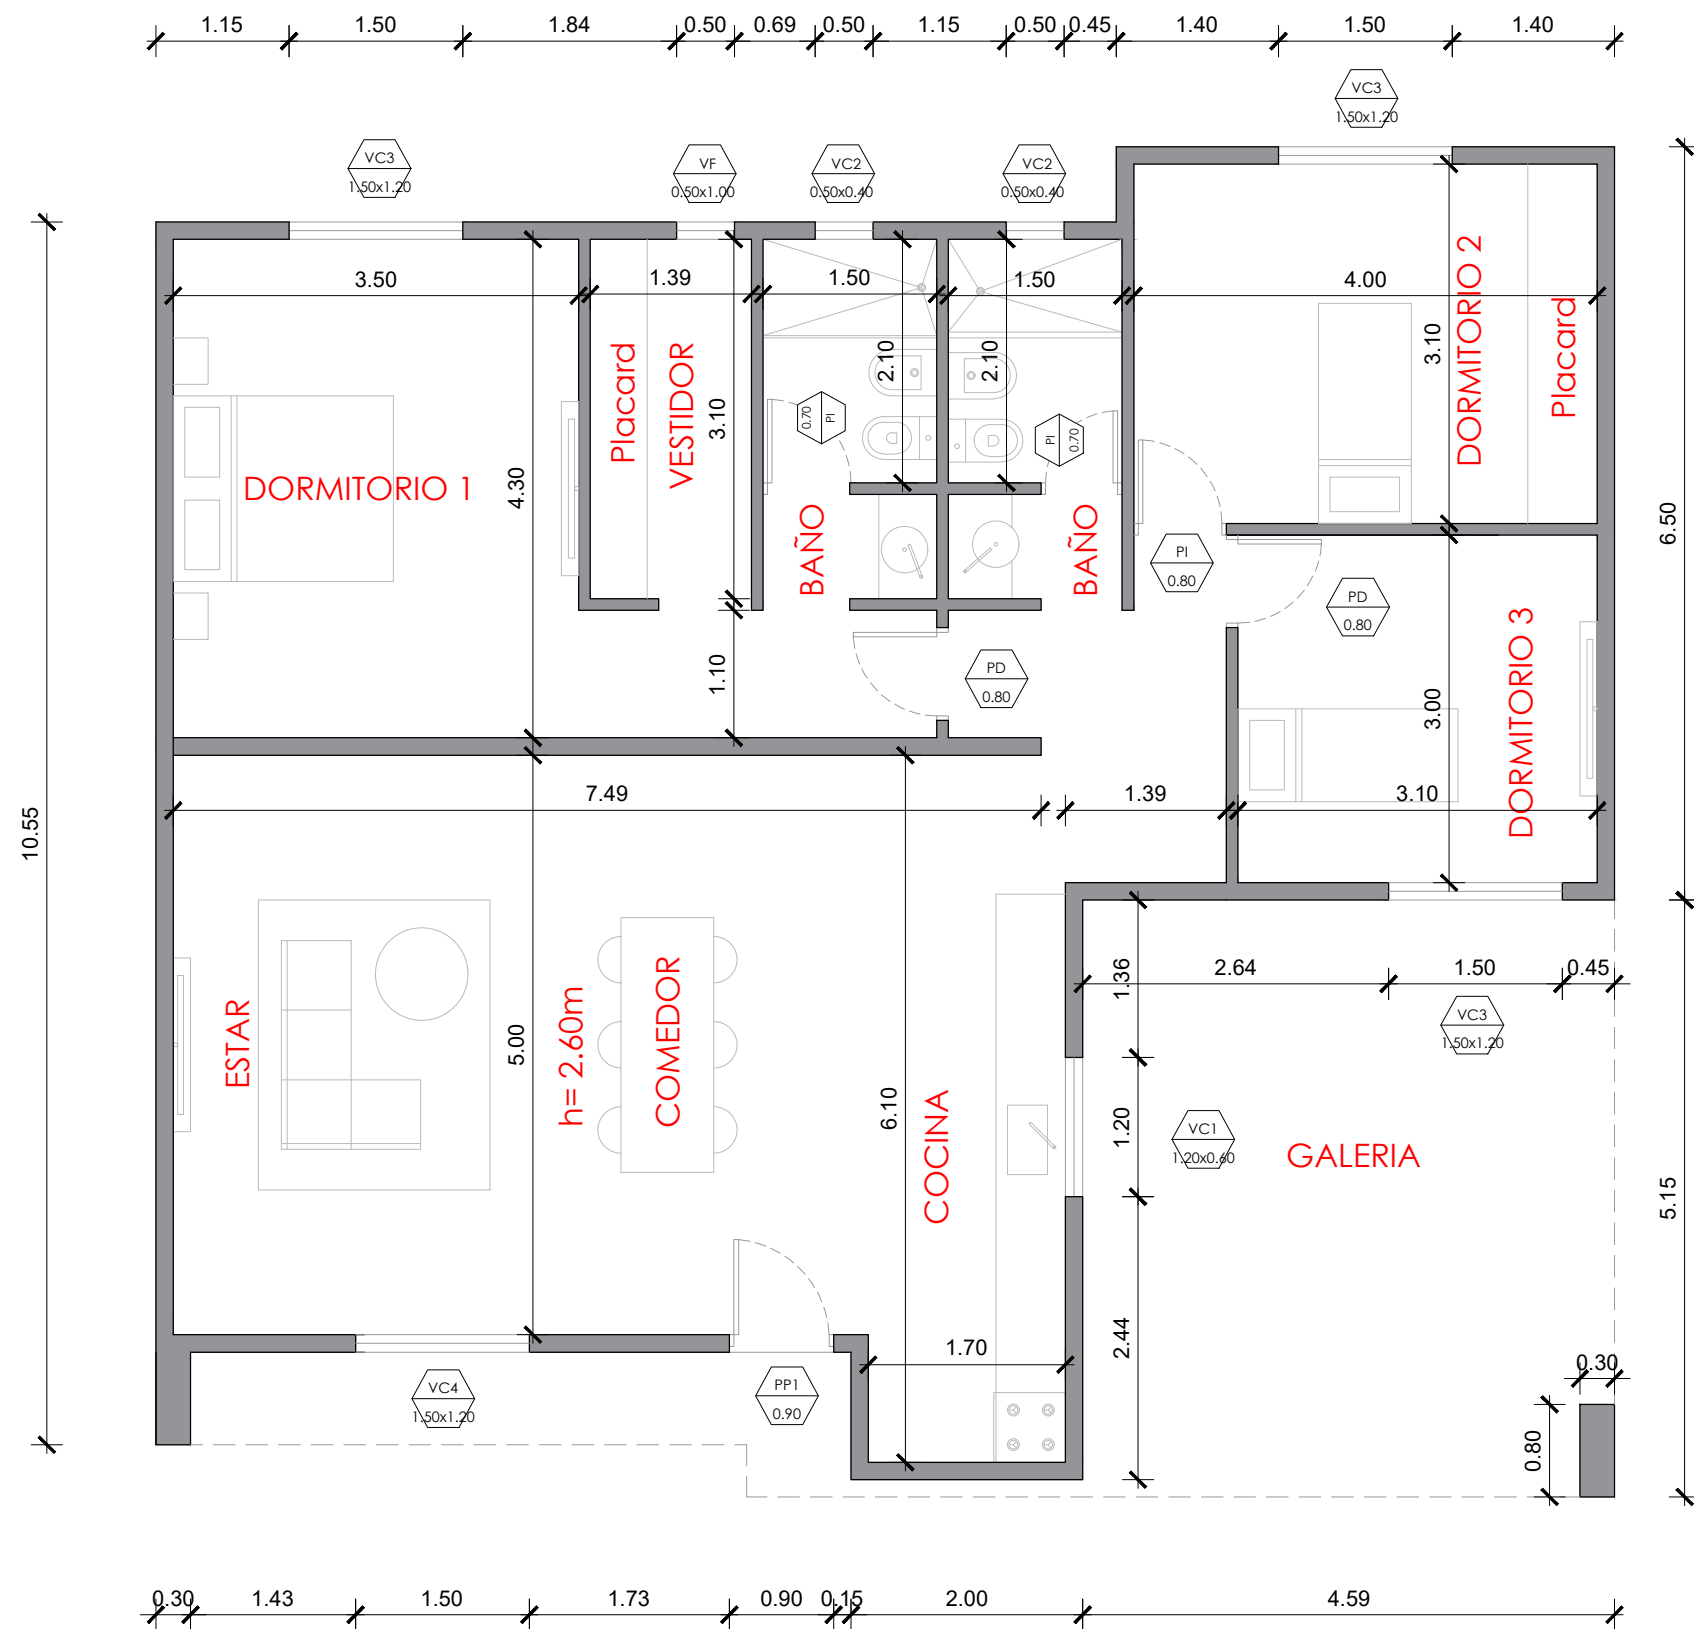 1.15 1.50 1.84 0.50 0.69 0.50 1.15 0.50 0.45 1.40 1.50 1.40
VC3
1.50x1.20
VC3
1.50x1.20
VF
0.50x1.00
VC2
0.50x0.40
VC2
0.50x0.40
3.50 1.39 1.50 1.50 4.00
DORMITORIO 1
4.30
Placard
VESTIDOR
3.10
1.10
2.10
0.70
PI
BAÑO
2.10
PI
0.70
BAÑO
3.10
DORMITORIO 2
Placard
6.50
10.55
PI
0.80
PD
0.80
PD
0.80
3.00
DORMITORIO 3
7.49 1.39 3.10
ESTAR
5.00
h= 2.60m
COMEDOR
6.10
COCINA
1.36
1.20
2.44
2.64 1.50 0.45
VC3
1.50x1.20
VC1
1.20x0.60
GALERIA
5.15
1.70
0.30
0.80
VC4
1.50x1.20
PP1
0.90
0.30 1.43 1.50 1.73 0.90 0.15 2.00 4.59